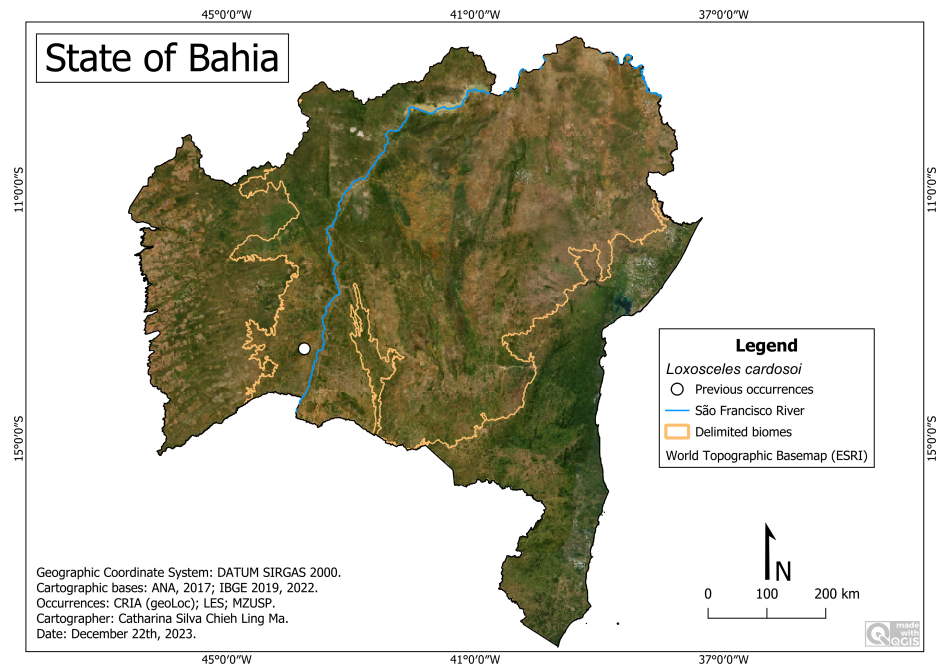 45°0'0"W 41°0'0"W 37°0'0"W
State of Bahia
11°0'0"S 11°0'0"S
Legend
Loxosceles cardosoi
Previous occurrences
São Francisco River
Delimited biomes
World Topographic Basemap (ESRI)
15°0'0"S 15°0'0"S
N
0 100 200 km
Geographic Coordinate System: DATUM SIRGAS 2000.
Cartographic bases: ANA, 2017; IBGE 2019, 2022.
Occurrences: CRIA (geoLoc); LES; MZUSP.
Cartographer: Catharina Silva Chieh Ling Ma.
Date: December 22th, 2023.
made
with
QGIS
45°0'0"W 41°0'0"W 37°0'0"W